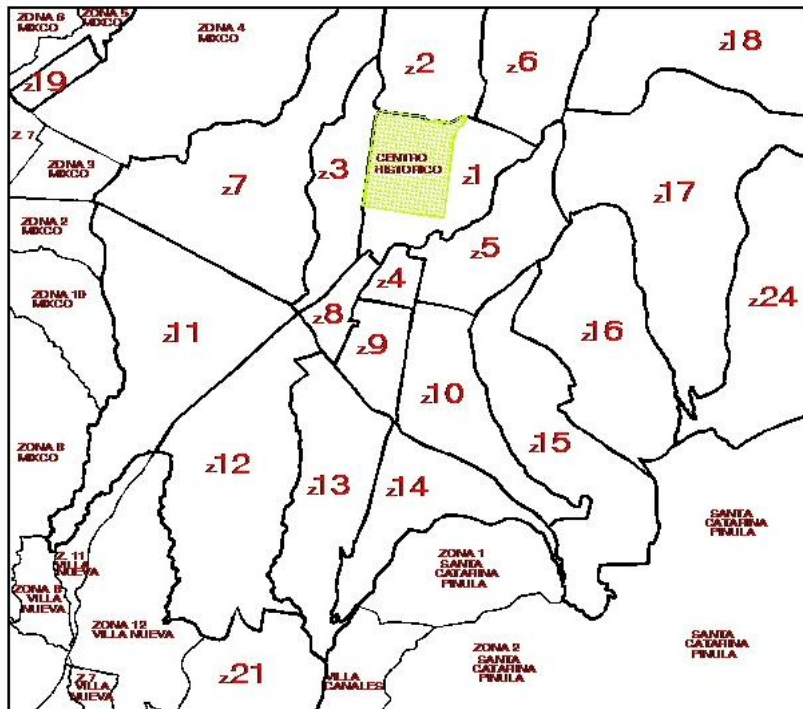 ZONA 6
MIXCO
ZONA 5
MIXCO
ZONA 4
MIXCO
z2
z6
z18
z19
Z 7
ZONA 3
MIXCO
z7
z3
CENTRO
HISTORICO
z1
z17
ZONA 2
MIXCO
z5
z4
ZONA 10
MIXCO
z11
z8
z9
z16
z24
z10
ZONA 8
MIXCO
z12
z13
z14
z15
SANTA
CATARINA
PINULA
Z. 11
VILLA
NUEVA
ZONA 8
VILLA
NUEVA
ZONA 1
SANTA
CATARINA
PINULA
ZONA 12
VILLA NUEVA
ZONA 2
SANTA
CATARINA
PINULA
SANTA
CATARINA
PINULA
Z.7
VILLA
NUEVA
z21
VILLA
CANALES